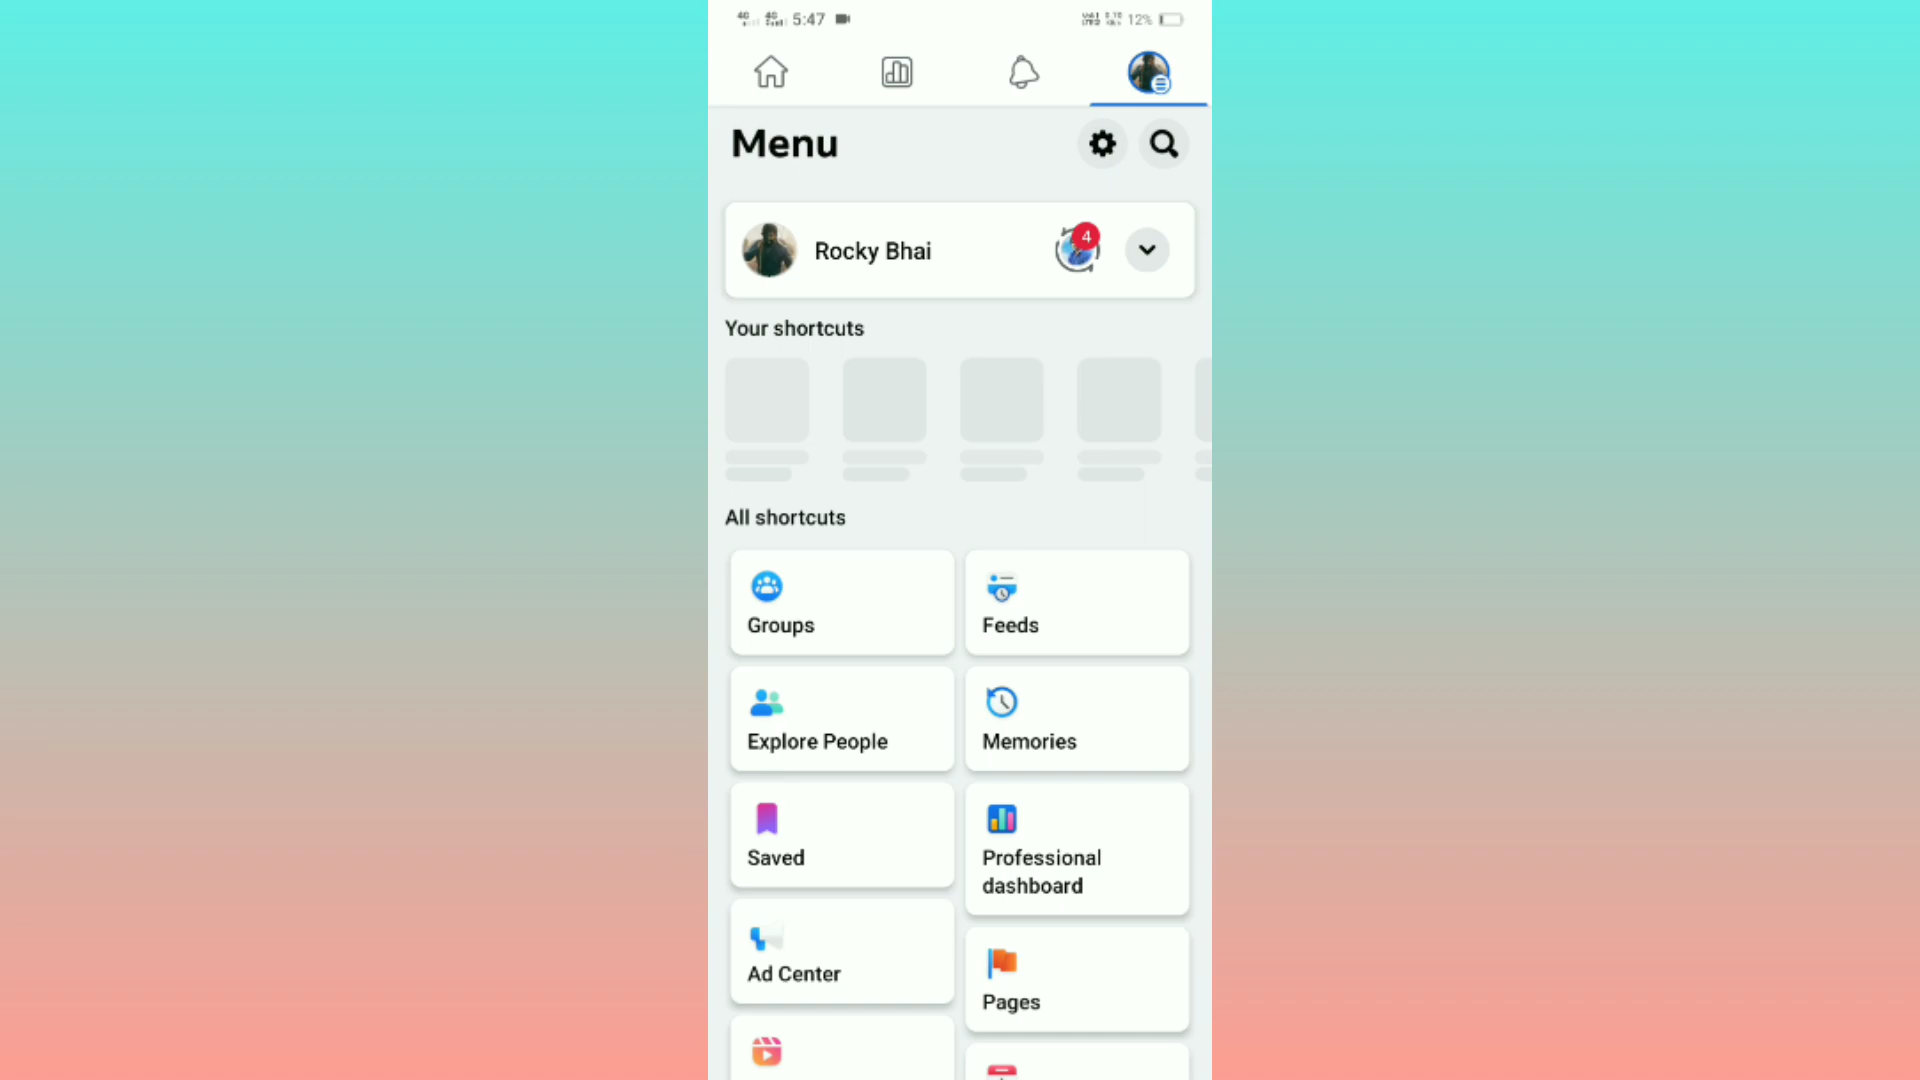 5:47
12%
Menu
Rocky Bhai
4
Your shortcuts
All shortcuts
Groups
Feeds
Explore People
Memories
Saved
Professional
dashboard
Ad Center
Pages